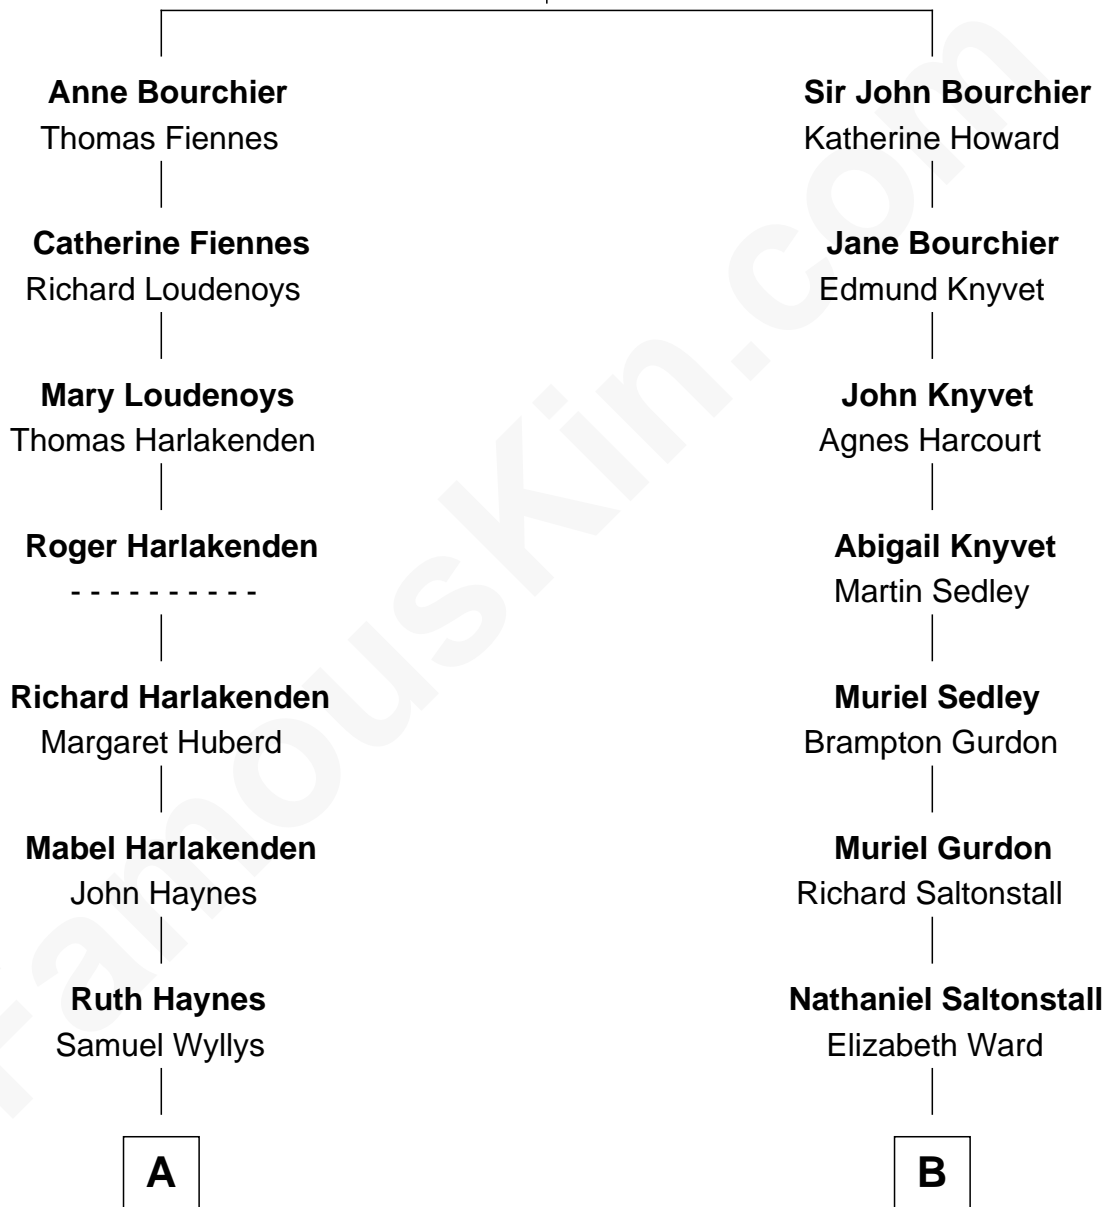 Anne Bourchier
Thomas Fiennes
Catherine Fiennes
Richard Loudenoys
Mary Loudenoys
Thomas Harlakenden
Roger Harlakenden
- - - - - - - - - -
Richard Harlakenden
Margaret Huberd
Mabel Harlakenden
John Haynes
Ruth Haynes
Samuel Wyllys
A
Sir John Bourchier
Katherine Howard
Jane Bourchier
Edmund Knyvet
John Knyvet
Agnes Harcourt
Abigail Knyvet
Martin Sedley
Muriel Sedley
Brampton Gurdon
Muriel Gurdon
Richard Saltonstall
Nathaniel Saltonstall
Elizabeth Ward
B
FamousKin.com